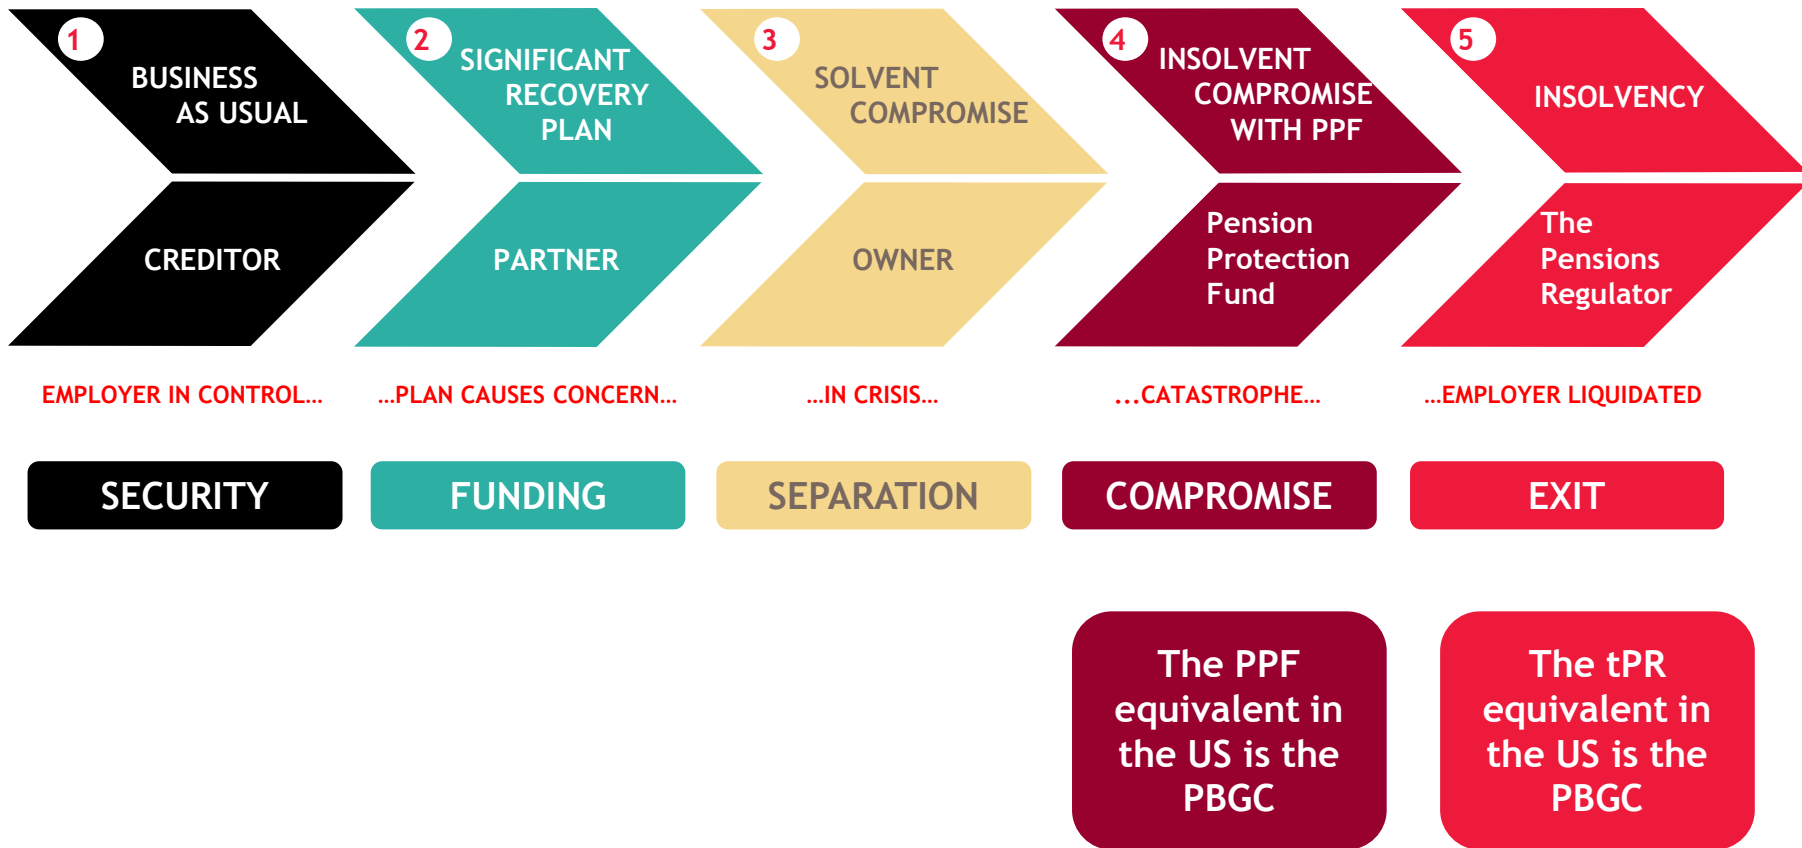 1
BUSINESS
AS USUAL
2
SIGNIFICANT
RECOVERY
PLAN
3
SOLVENT
COMPROMISE
4
INSOLVENT
COMPROMISE
WITH PPF
5
INSOLVENCY
CREDITOR
PARTNER
OWNER
Pension
Protection
Fund
The
Pensions
Regulator
EMPLOYER IN CONTROL...
...PLAN CAUSES CONCERN...
...IN CRISIS...
...CATASTROPHE...
...EMPLOYER LIQUIDATED
SECURITY
FUNDING
SEPARATION
COMPROMISE
EXIT
The PPF
equivalent in
the US is the
PBGC
The tPR
equivalent in
the US is the
PBGC